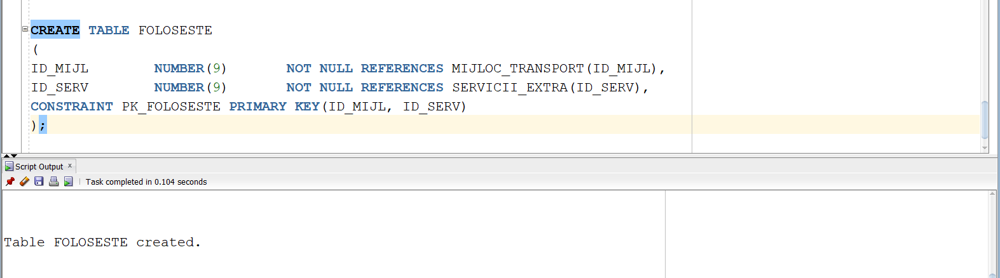 CREATE TABLE FOLOSESTE
(
ID_MIJL NUMBER(9) NOT NULL REFERENCES MIJLOC_TRANSPORT(ID_MIJL),
ID_SERV NUMBER(9) NOT NULL REFERENCES SERVICII_EXTRA(ID_SERV),
CONSTRAINT PK_FOLOSESTE PRIMARY KEY(ID_MIJL, ID_SERV)
);
Script Output x
Task completed in 0.104 seconds
Table FOLOSESTE created.